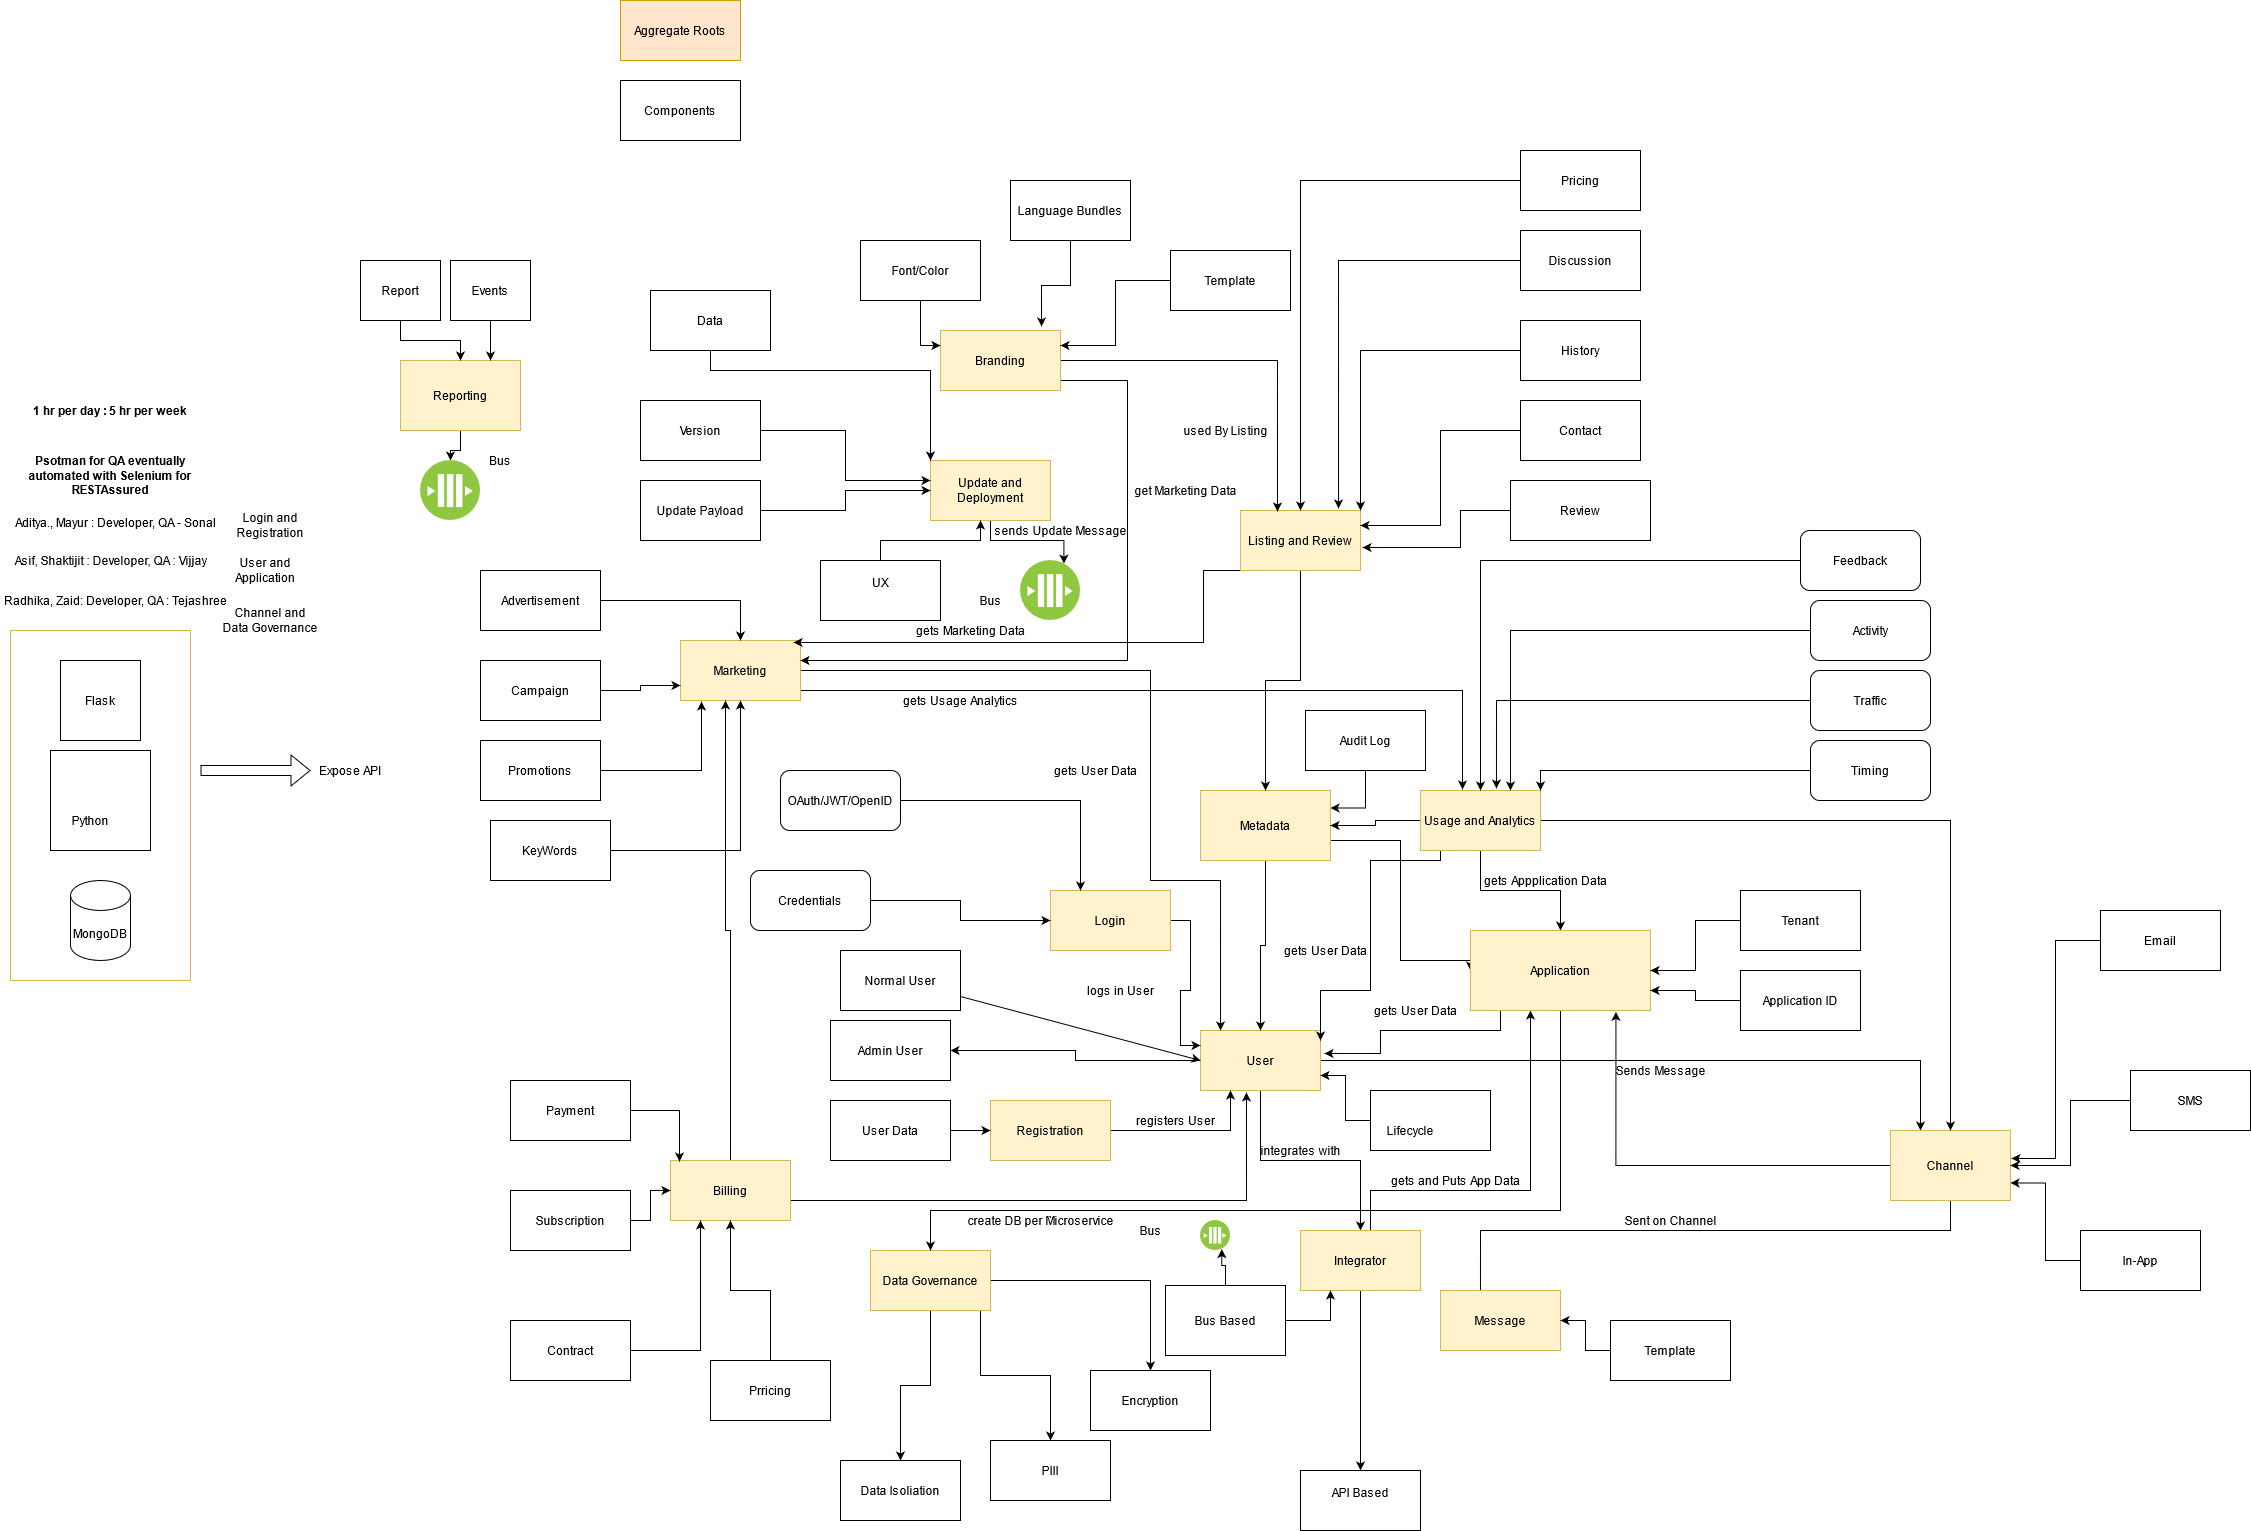 Aggregate Roots
Components
Pricing
Language Bundles
Discussion
Font/Color
Template
Report
Events
Data
History
Branding
Reporting
1 hr per day : 5 hr per week
Version
used By Listing
Contact
Bus
Psotman for QA eventually
automated with Selenium for
RESTAssured
Update and
Deployment
get Marketing Data
Update Payload
Review
Aditya., Mayur : Developer, QA - Sonal
Login and
Registration
sends Update Message
Listing and Review
Asif, Shaktijit : Developer, QA : Vijjay
User and
Application
UX
Feedback
Radhika, Zaid: Developer, QA : Tejashree
Channel and
Data Governance
Advertisement
Bus
gets Marketing Data
Activity
Marketing
Campaign
gets Usage Analytics
Flask
Traffic
Audit Log
Expose API
Promotions
gets User Data
Timing
OAuth/JWT/OpenID
Python
Metadata
Usage and Analytics
KeyWords
gets Appplication Data
Credentials
Login
Tenant
MongoDB
Email
gets User Data
Application
Normal User
logs in User
Application ID
gets User Data
Admin User
User
Sends Message
Payment
SMS
User Data
Registration
registers User
Lifecycle
integrates with
Channel
Billing
gets and Puts App Data
Subscription
create DB per Microservice
Bus
Sent on Channel
Data Governance
Integrator
In-App
Bus Based
Message
Contract
Template
Prricing
Encryption
PIII
Data Isoliation
API Based